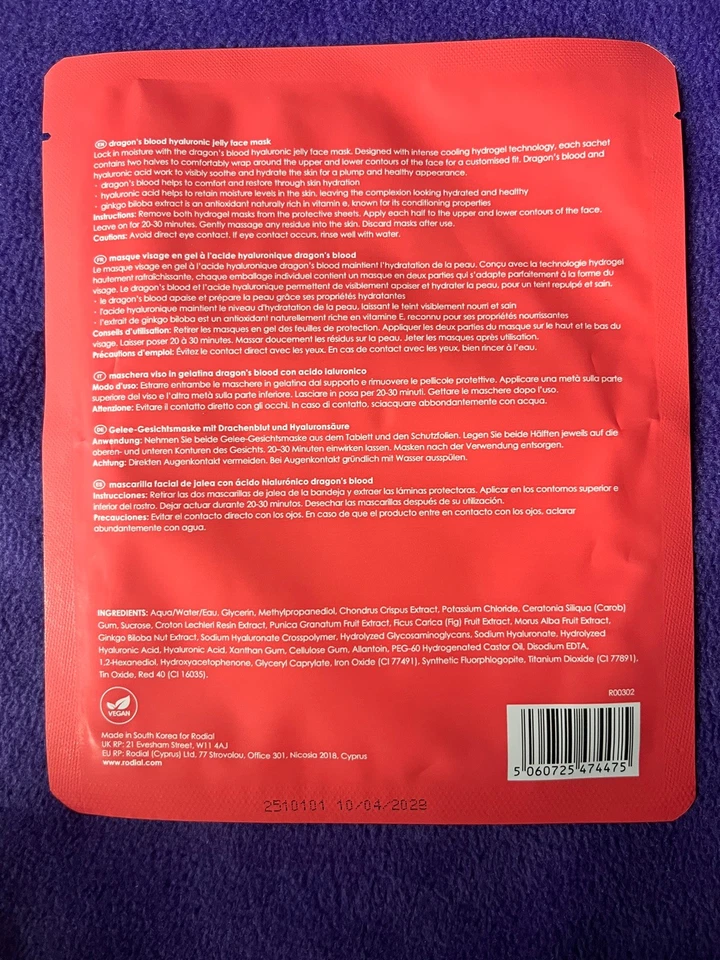 EN dragon's blood hyaluronic jelly face mask
Lock in moisture with the dragon's blood hyaluronic jelly face mask. Designed with intense cooling hydrogel technology, each sachet
contains two halves to comfortably wrap around the upper and lower contours of the face for a customised fit. Dragon's blood and
hyaluronic acid work to visibly soothe and hydrate the skin for a plump and healthy appearance.
· dragon's blood helps to comfort and restore through skin hydration
· hyaluronic acid helps to retain moisture levels in the skin, leaving the complexion looking hydrated and healthy
· ginkgo biloba extract is an antioxidant naturally rich in vitamin e, known for its conditioning properties
Instructions: Remove both hydrogel masks from the protective sheets. Apply each half to the upper and lower contours of the face.
Leave on for 20-30 minutes. Gently massage any residue into the skin. Discard masks after use.
Cautions: Avoid direct eye contact. If eye contact occurs, rinse well with water.
FR masque visage en gel à l'acide hyaluronique dragon's blood
Le masque visage en gel à l'acide hyaluronique dragon's blood maintient l'hydratation de la peau. Conçu avec la technologie hydrogel
hautement rafraîchissante, chaque emballage individuel contient un masque en deux parties qui s'adapte parfaitement à la forme du
visage. Le dragon's blood et l'acide hyaluronique permettent de visiblement apaiser et hydrater la peau, pour un teint repulpé et sain.
· le dragon's blood apaise et prépare la peau grâce ses propriétés hydratantes
· l'acide hyaluronique maintient le niveau d'hydratation de la peau, laissant le teint visiblement nourri et sain
· l'extrait de ginkgo biloba est un antioxydant naturellement riche en vitamine E, reconnu pour ses propriétés nourrissantes
Conseils d'utilisation: Retirer les masques en gel des feuilles de protection. Appliquer les deux parties du masque sur le haut et le bas du
visage. Laisser poser 20 à 30 minutes. Massar doucement les résidus sur la peau. Jeter les masques après utilisation.
Précautions d'emploi: Évitez le contact direct avec les yeux. En cas de contact avec les yeux, bien rincer à l'eau.
IT maschera viso in gelatina dragon's blood con acido ialuronico
Modo d'uso: Estrarre entrambe le maschere in gelatina dal supporto e rimuovere le pellicole protettive. Applicare una metà sulla parte
superiore del viso e l'altra metà sulla parte inferiore. Lasciare in posa per 20-30 minuti. Gettare le maschere dopo l'uso.
Attenzione: Evitare il contatto diretto con gli occhi. In caso di contatto, sciacquare abbondantemente con acqua.
DE Gelee-Gesichtsmaske mit Drachenblut und Hyaluronsäure
Anwendung: Nehmen Sie beide Gelee-Gesichtsmaske aus dem Tablett und den Schutzfolien. Legen Sie beide Hälften jeweils auf die
oberen- und unteren Konturen des Gesichts. 20-30 Minuten einwirken lassen. Masken nach der Verwendung entsorgen.
Achtung: Direkten Augenkontakt vermeiden. Bei Augenkontakt gründlich mit Wasser ausspülen.
ES mascarilla facial de jalea con ácido hialurónico dragon's blood
Instrucciones: Retirar las dos mascarillas de jalea de la bandeja y extraer las láminas protectoras. Aplicar en los contornos superior e
inferior del rostro. Dejar actuar durante 20-30 minutos. Desechar las mascarillas después de su utilización.
Precauciones: Evitar el contacto directo con los ojos. En caso de que el producto entre en contacto con los ojos, aclarar
abundantemente con agua.
INGREDIENTS: Aqua/Water/Eau, Glycerin, Methylpropanediol, Chondrus Crispus Extract, Potassium Chloride, Ceratonia Siliqua (Carob)
Gum, Sucrose, Croton Lechleri Resin Extract, Punica Granatum Fruit Extract, Ficus Carica (Fig) Fruit Extract, Morus Alba Fruit Extract,
Ginkgo Biloba Nut Extract, Sodium Hyaluronate Crosspolymer, Hydrolyzed Glycosaminoglycans, Sodium Hyaluronate, Hydrolyzed
Hyaluronic Acid, Hyaluronic Acid, Xanthan Gum, Cellulose Gum, Allantoin, PEG-60 Hydrogenated Castor Oil, Disodium EDTA,
1,2-Hexanediol, Hydroxyacetophenone, Glyceryl Caprylate, Iron Oxide (CI 77491), Synthetic Fluorphlogopite, Titanium Dioxide (CI 77891),
Tin Oxide, Red 40 (CI 16035).
VEGAN
R00302
Made in South Korea for Rodial
UK RP: 21 Evesham Street, W11 4AJ
EU RP: Rodial (Cyprus) Ltd, 77 Strovolou, Office 301, Nicosia 2018, Cyprus
www.rodial.com
5 060725 474475
2510101 10/04/2028